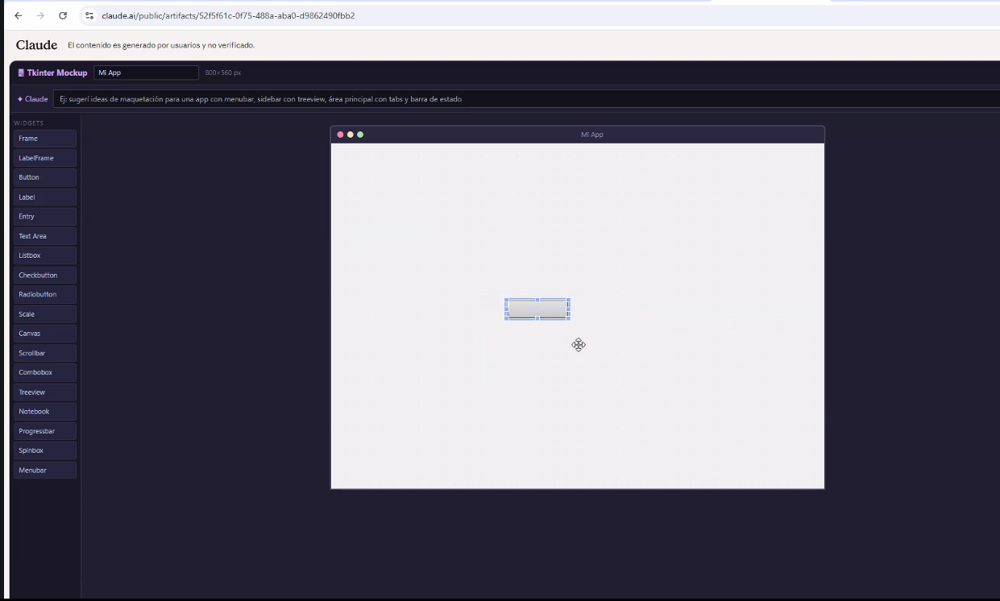 claude.ai/public/artifacts/52f5f61c-0f75-488a-aba0-d9862490fbb2
Claude El contenido es generado por usuarios y no verificado.
Tkinter Mockup Mi App 800×560 px
✦ Claude Ej: sugerí ideas de maquetación para una app con menubar, sidebar con treeview, área principal con tabs y barra de estado
WIDGETS
Mi App
Frame
LabelFrame
Button
Label
Entry
Text Area
Listbox
Checkbutton
Radiobutton
Scale
Canvas
Scrollbar
Combobox
Treeview
Notebook
Progressbar
Spinbox
Menubar